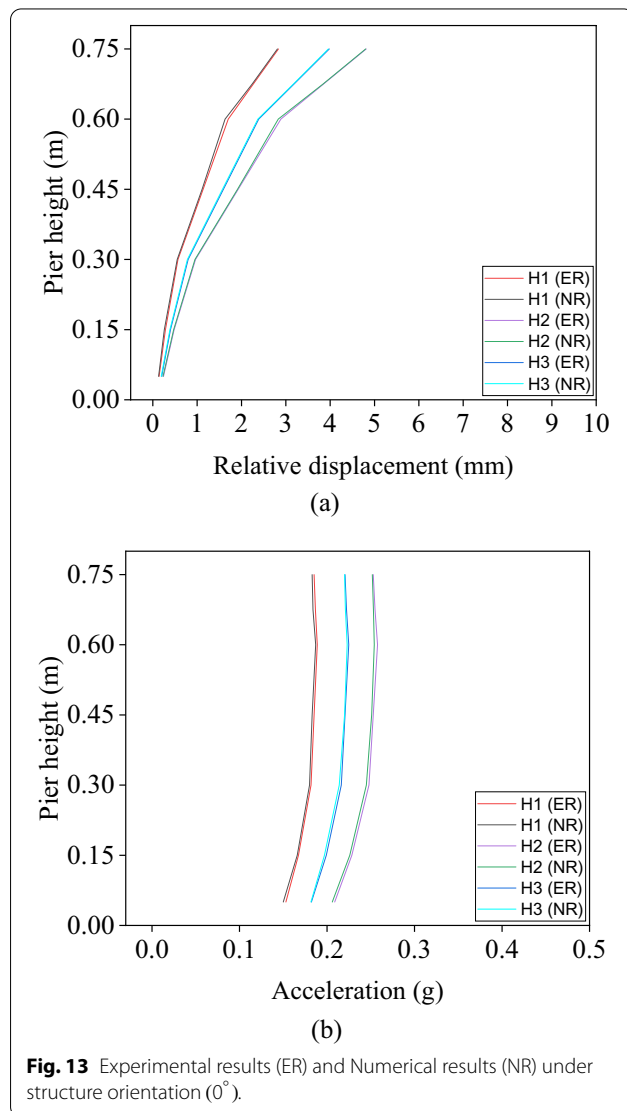 0.75
0.60
0.45
0.30
0.15
0.00
Pier height (m)
H1 (ER)
H1 (NR)
H2 (ER)
H2 (NR)
H3 (ER)
H3 (NR)
0 1 2 3 4 5 6 7 8 9 10
Relative displacement (mm)
(a)
0.75
0.60
0.45
0.30
0.15
0.00
Pier height (m)
H1 (ER)
H1 (NR)
H2 (ER)
H2 (NR)
H3 (ER)
H3 (NR)
0.0 0.1 0.2 0.3 0.4 0.5
Acceleration (g)
(b)
Fig. 13 Experimental results (ER) and Numerical results (NR) under
structure orientation (0°).